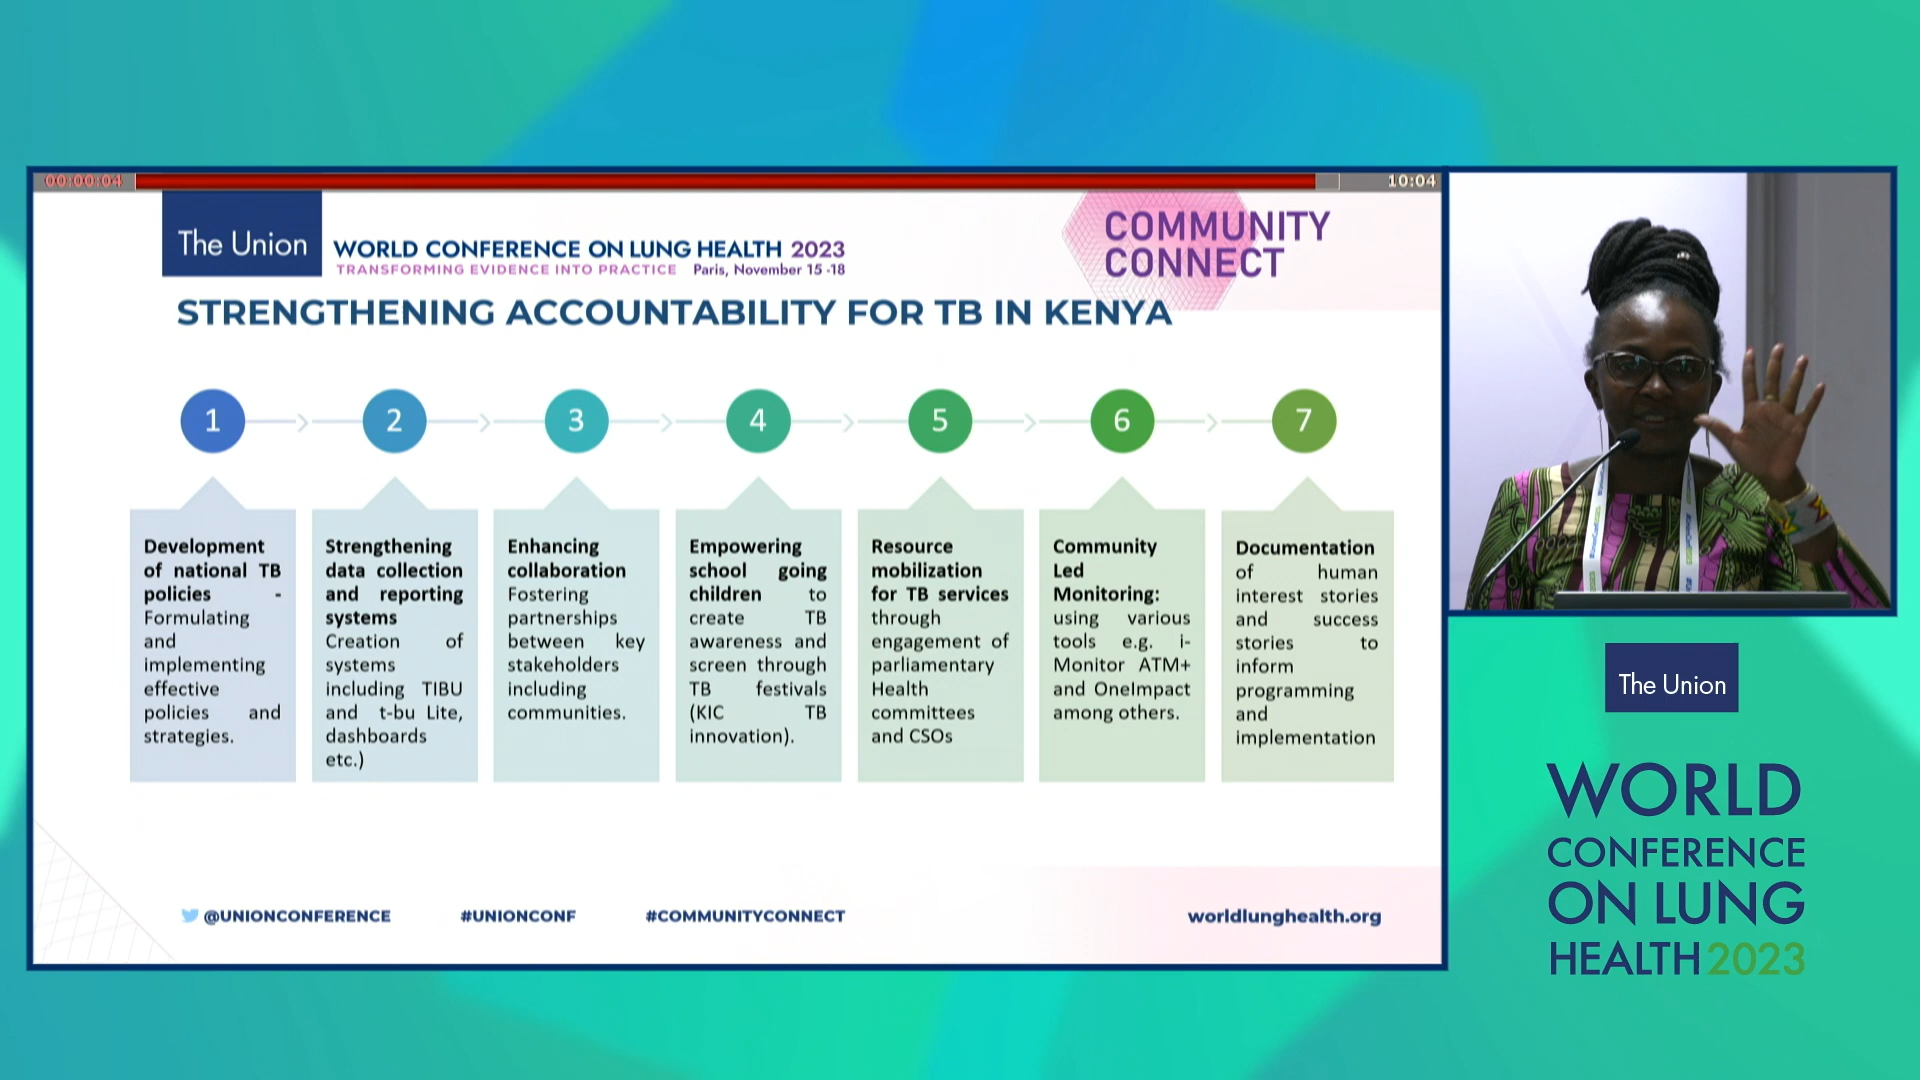 00:00:04
10:04
The Union
WORLD CONFERENCE ON LUNG HEALTH 2023
TRANSFORMING EVIDENCE INTO PRACTICE Paris, November 15 -18
COMMUNITY
CONNECT
STRENGTHENING ACCOUNTABILITY FOR TB IN KENYA
1
2
3
4
5
6
7
Development
of national TB
policies -
Formulating
and
implementing
effective
policies and
strategies.
Strengthening
data collection
and reporting
systems
Creation of
systems
including TIBU
and t-bu Lite,
dashboards
etc.)
Enhancing
collaboration
Fostering
partnerships
between key
stakeholders
including
communities.
Empowering
school going
children to
create TB
awareness and
screen through
TB festivals
(KIC TB
innovation).
Resource
mobilization
for TB services
through
engagement of
parliamentary
Health
committees
and CSOs
Community
Led
Monitoring:
using various
tools e.g. i-
Monitor ATM+
and OneImpact
among others.
Documentation
of human
interest stories
and success
stories to
inform
programming
and
implementation
@UNIONCONFERENCE
#UNIONCONF
#COMMUNITYCONNECT
worldlunghealth.org
The Union
WORLD
CONFERENCE
ON LUNG
HEALTH 2023